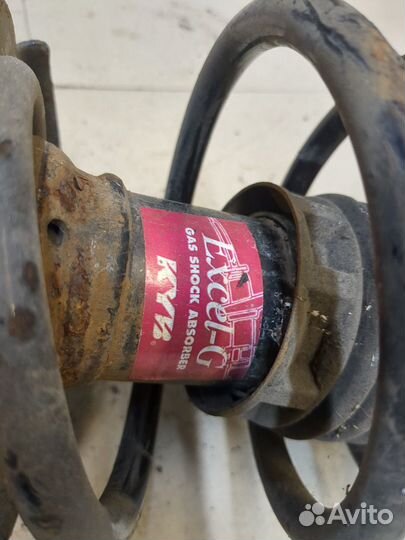 Excel-G
GAS SHOCK ABSORBER
KYB
Avito